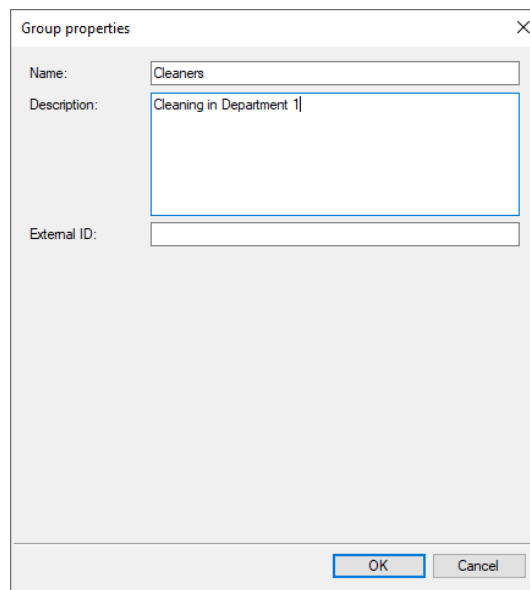 Group properties
Name: Cleaners
Description: Cleaning in Department 1
External ID:
OK Cancel